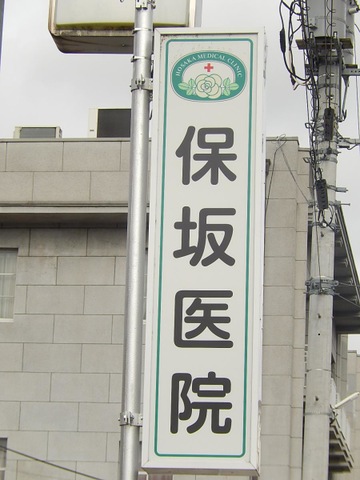 HOSAKA MEDICAL CLINIC
保坂医院